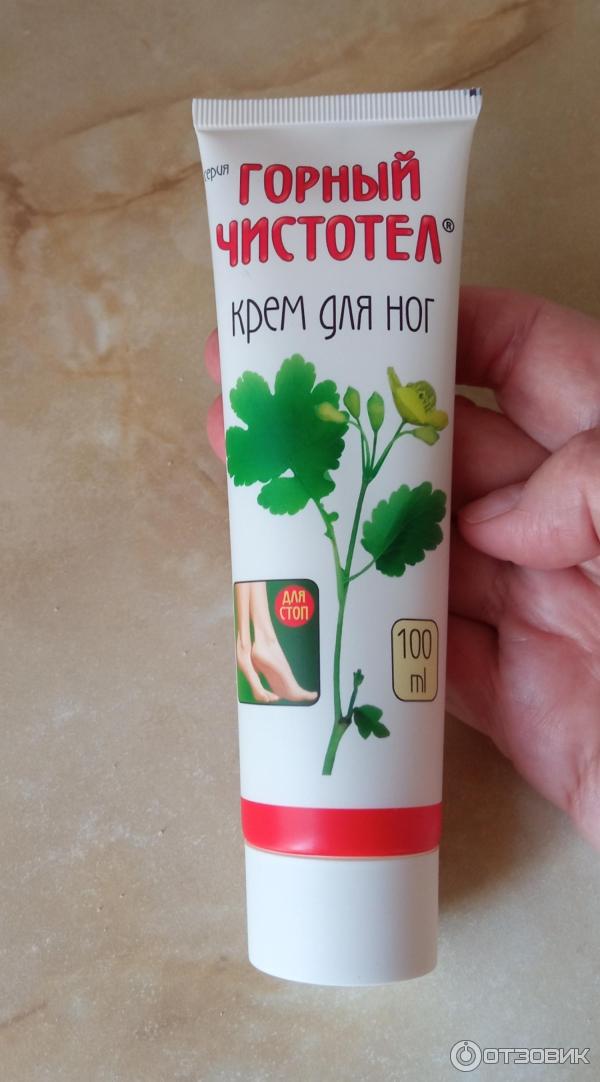 серия
ГОРНЫЙ
ЧИСТОТЕЛ®
крем для ног
ДЛЯ
СТОП
100
ml
ОТЗОВИК